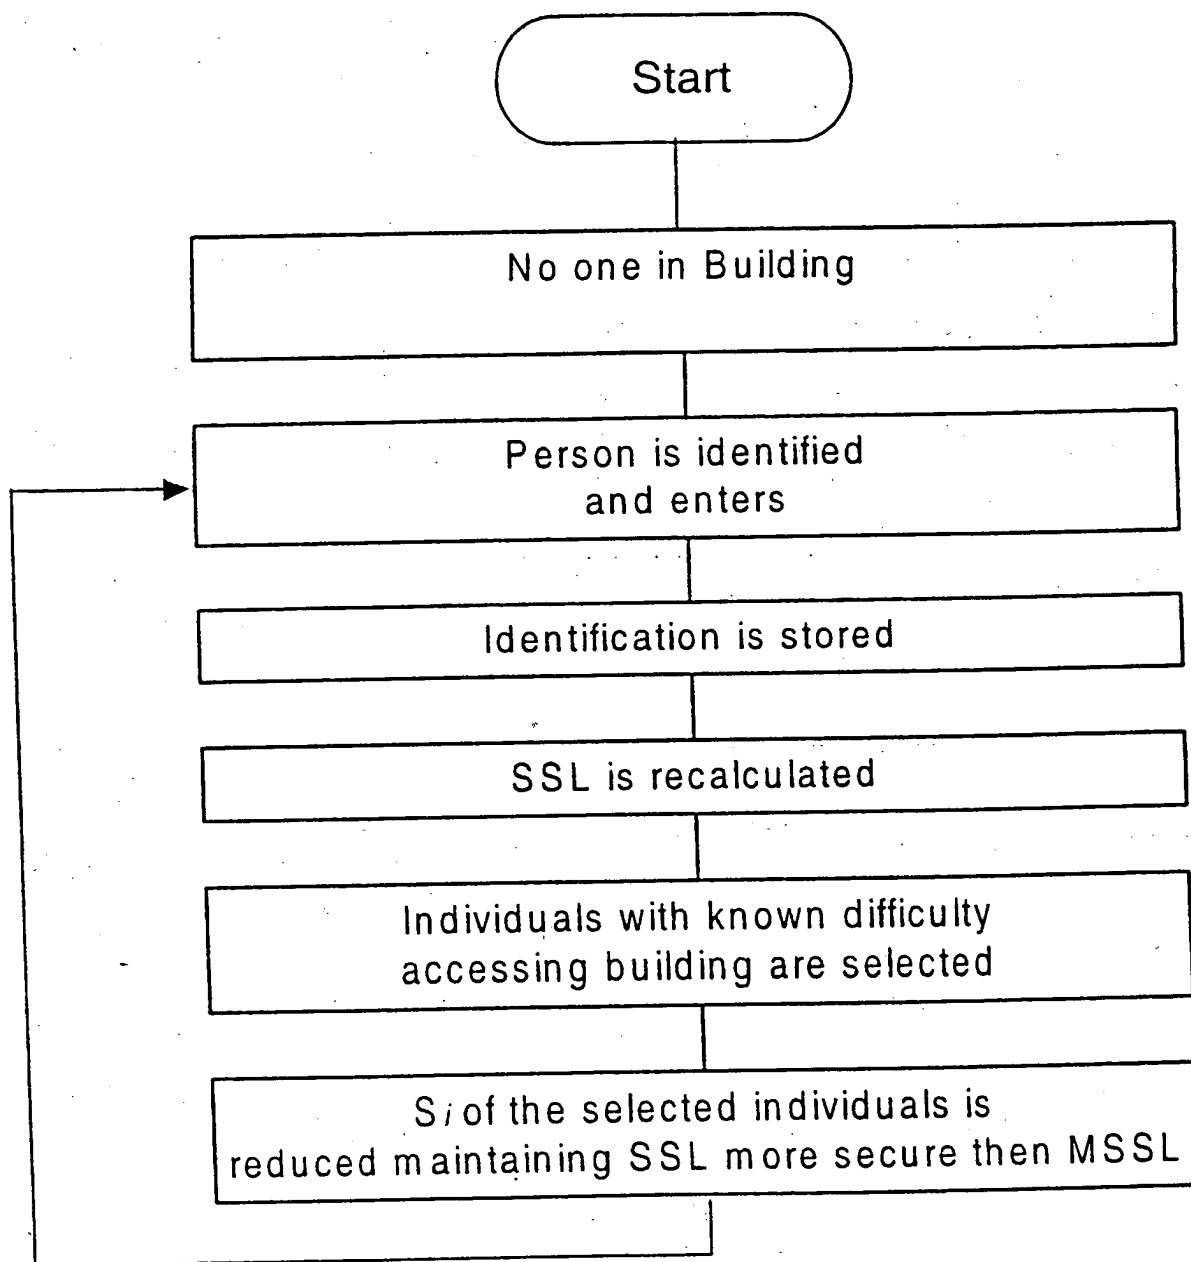 Start
No one in Building
Person is identified
and enters
Identification is stored
SSL is recalculated
Individuals with known difficulty
accessing building are selected
Si of the selected individuals is
reduced maintaining SSL more secure then MSSL